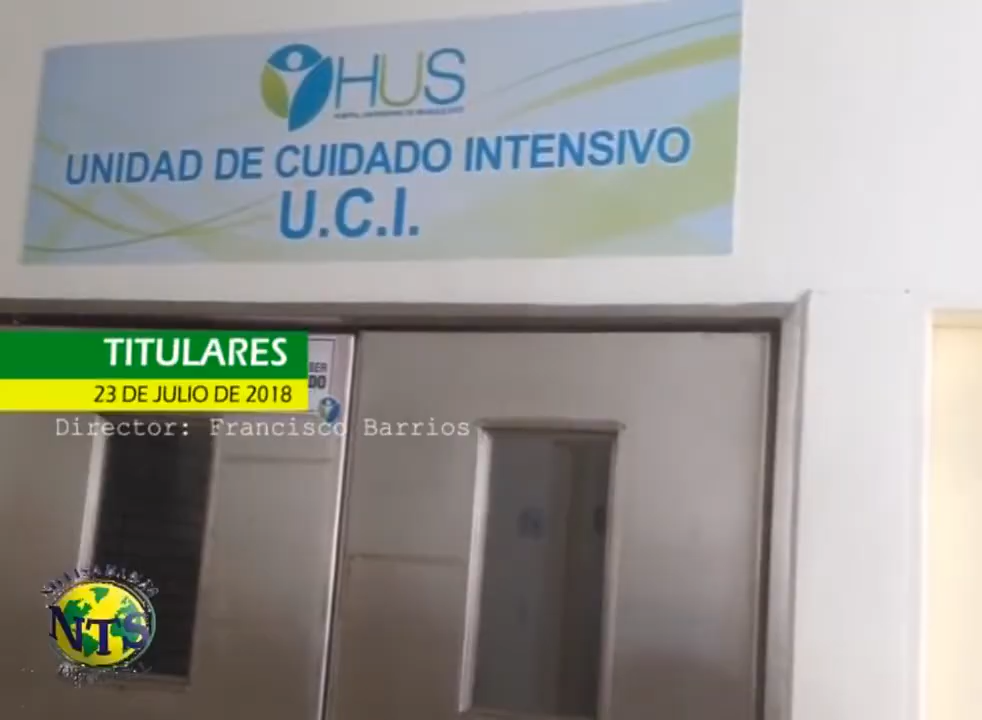 HUS
UNIDAD DE CUIDADO INTENSIVO
U.C.I.
TITULARES
23 DE JULIO DE 2018
Director: Francisco Barrios
NTS